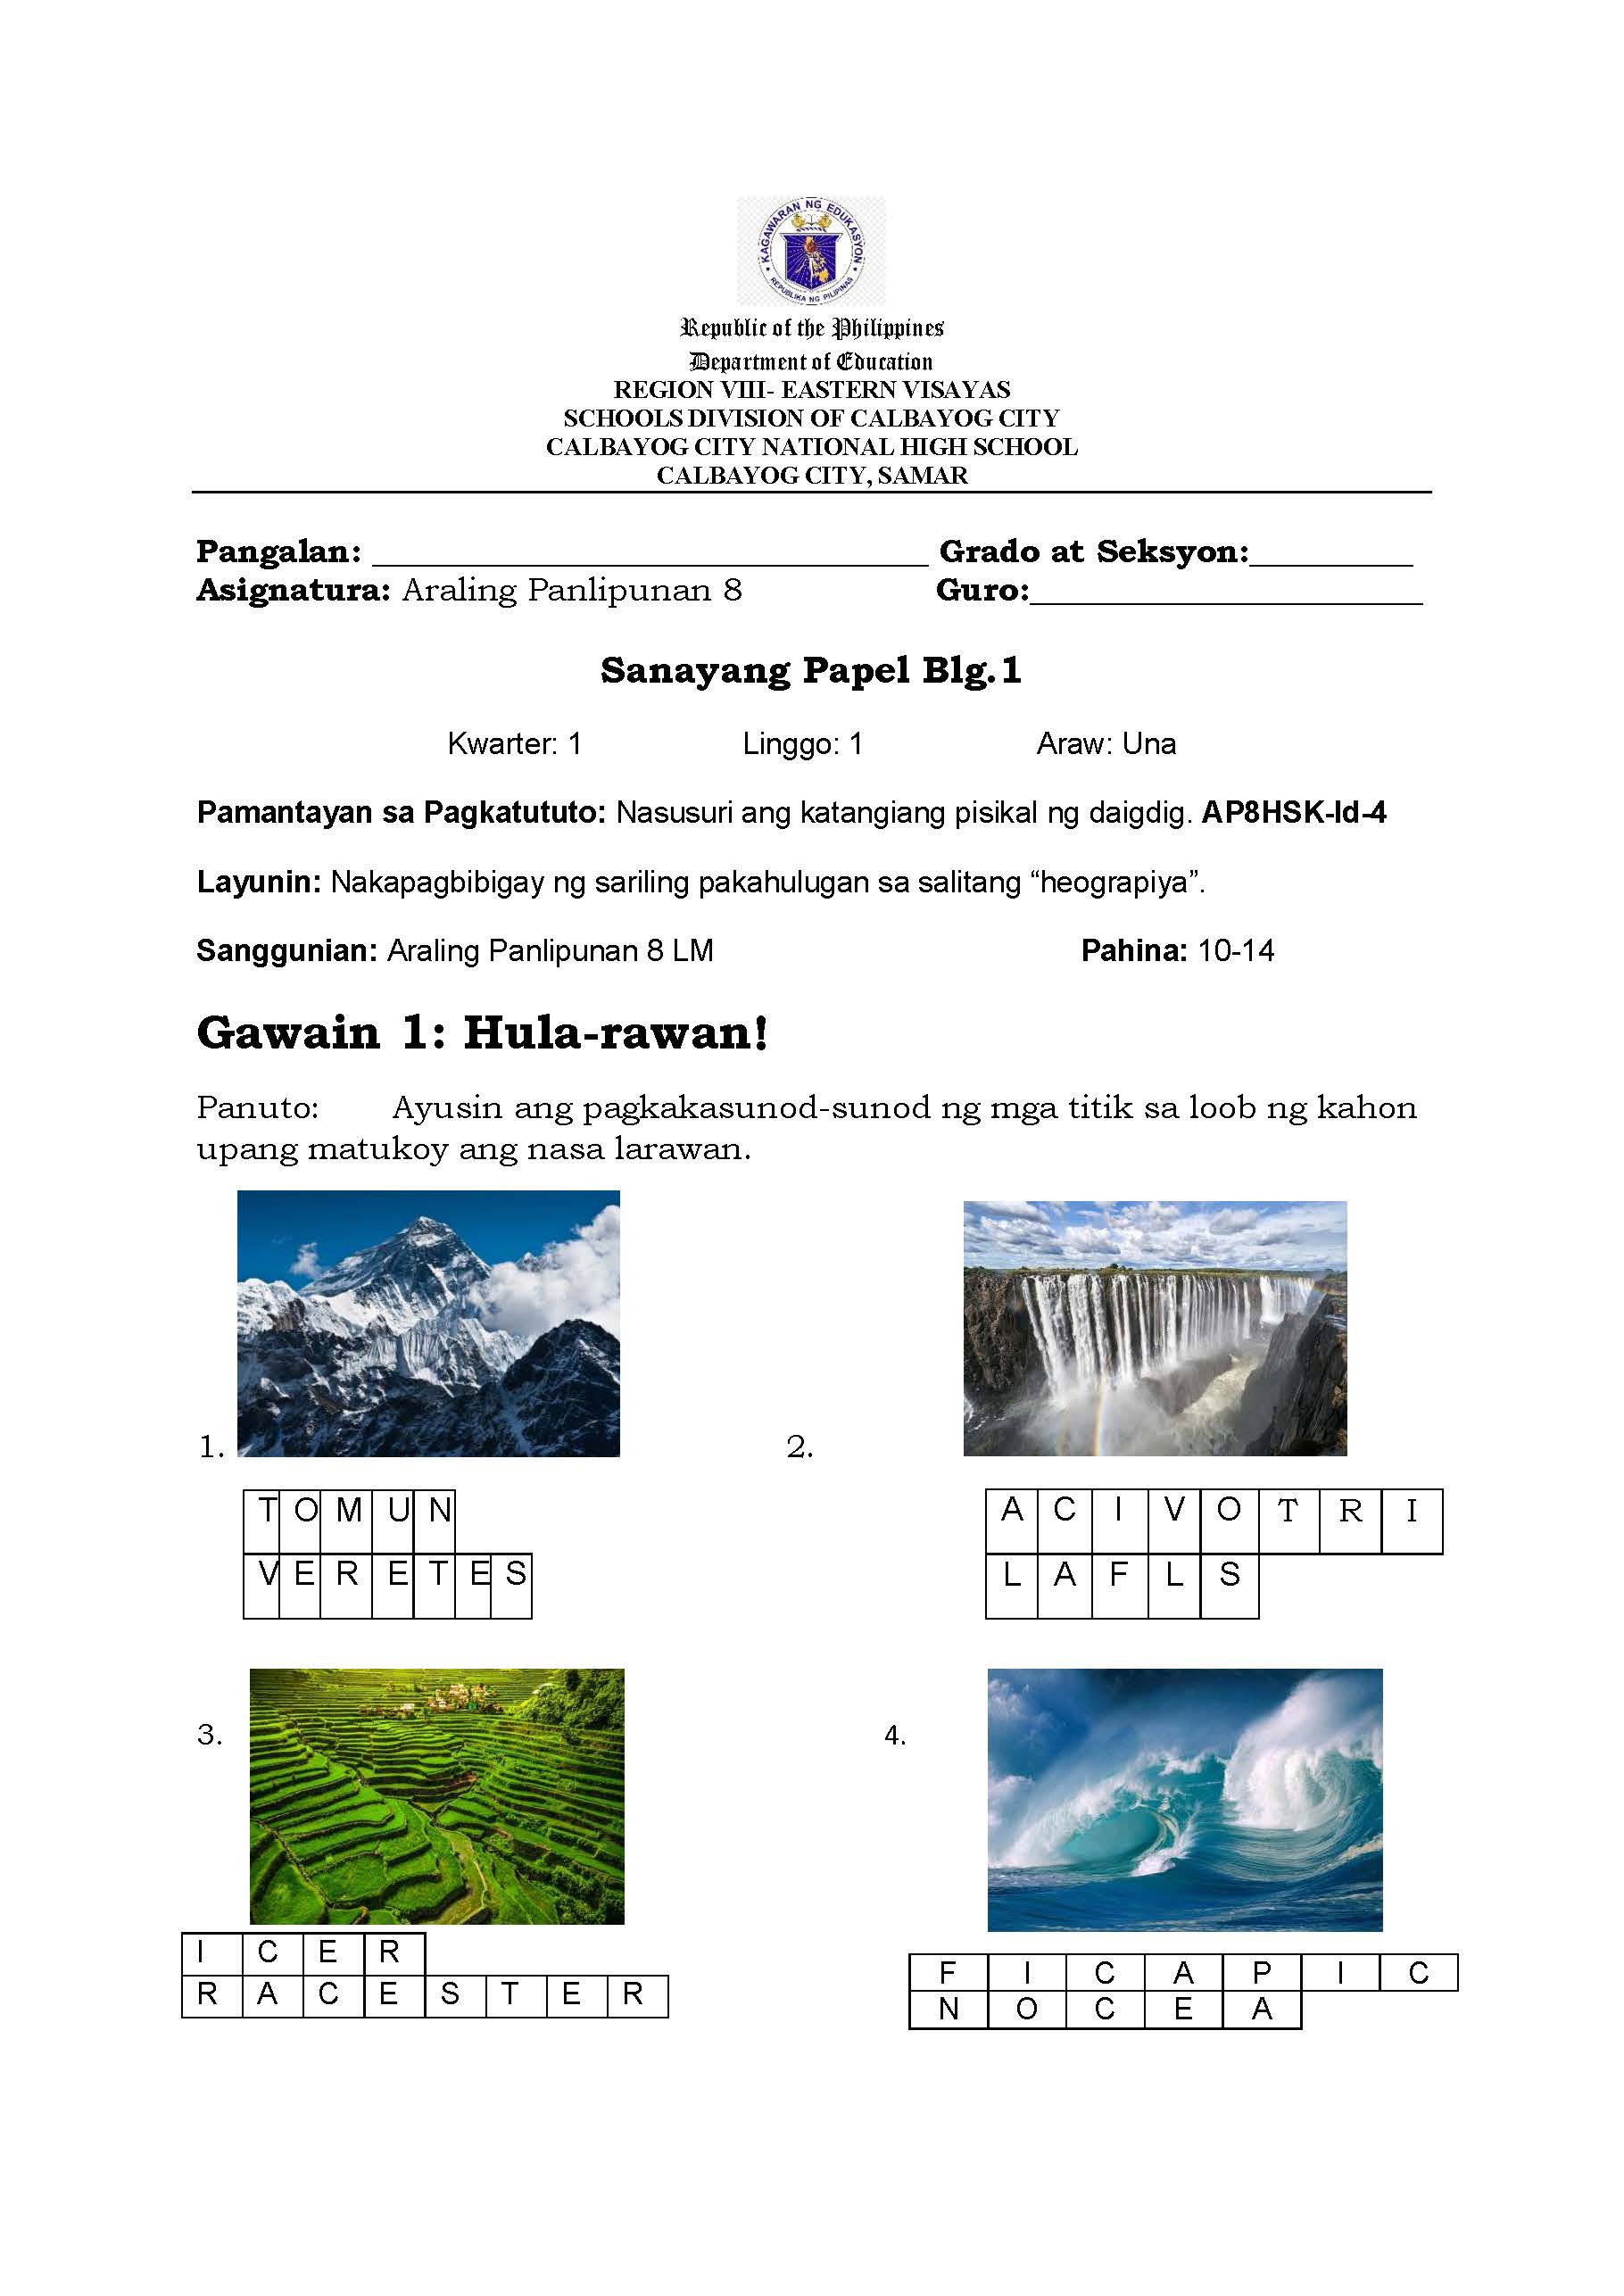 KAGAWARAN NG EDUKASYON
REPUBLIKA NG PILIPINAS
Republic of the Philippines
Department of Education
REGION VIII- EASTERN VISAYAS
SCHOOLS DIVISION OF CALBAYOG CITY
CALBAYOG CITY NATIONAL HIGH SCHOOL
CALBAYOG CITY, SAMAR
Pangalan: __________________________________ Grado at Seksyon:__________
Asignatura: Araling Panlipunan 8 Guro:________________________
Sanayang Papel Blg.1
Kwarter: 1 Linggo: 1 Araw: Una
Pamantayan sa Pagkatututo: Nasusuri ang katangiang pisikal ng daigdig. AP8HSK-Id-4
Layunin: Nakapagbibigay ng sariling pakahulugan sa salitang “heograpiya”.
Sanggunian: Araling Panlipunan 8 LM Pahina: 10-14
Gawain 1: Hula-rawan!
Panuto: Ayusin ang pagkakasunod-sunod ng mga titik sa loob ng kahon
upang matukoy ang nasa larawan.
1. 2.
T O M U N
V E R E T E S
A C I V O T R I
L A F L S
3. 4.
I C E R
R A C E S T E R
F I C A P I C
N O C E A